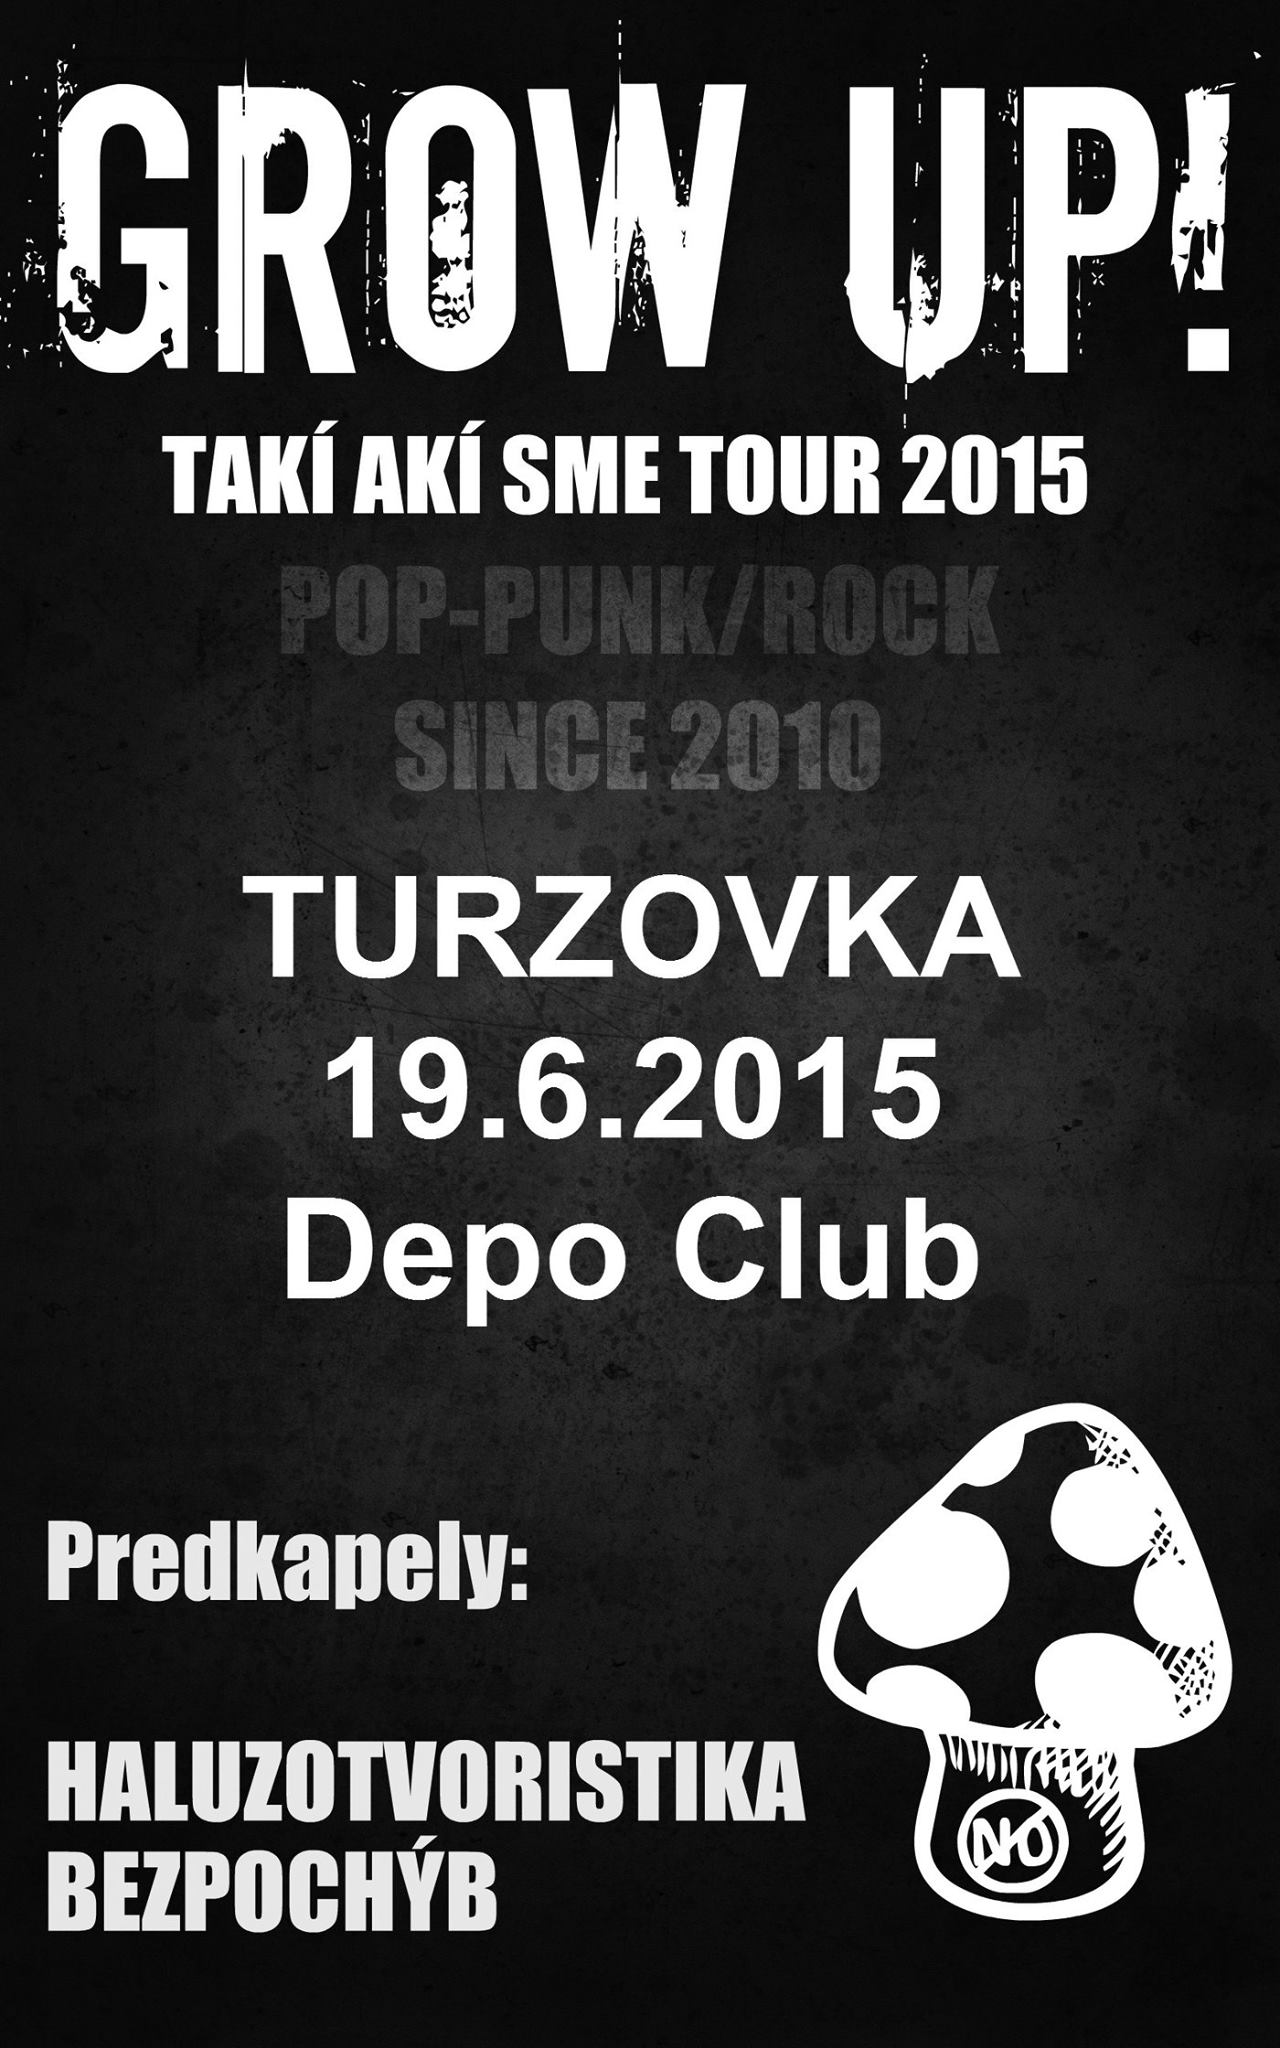 GROW UP!
TAKÍ AKÍ SME TOUR 2015
POP-PUNK/ROCK
SINCE 2010
TURZOVKA
19.6.2015
Depo Club
Predkapely:
HALUZOTVORISTIKA
BEZPOCHÝB
NO